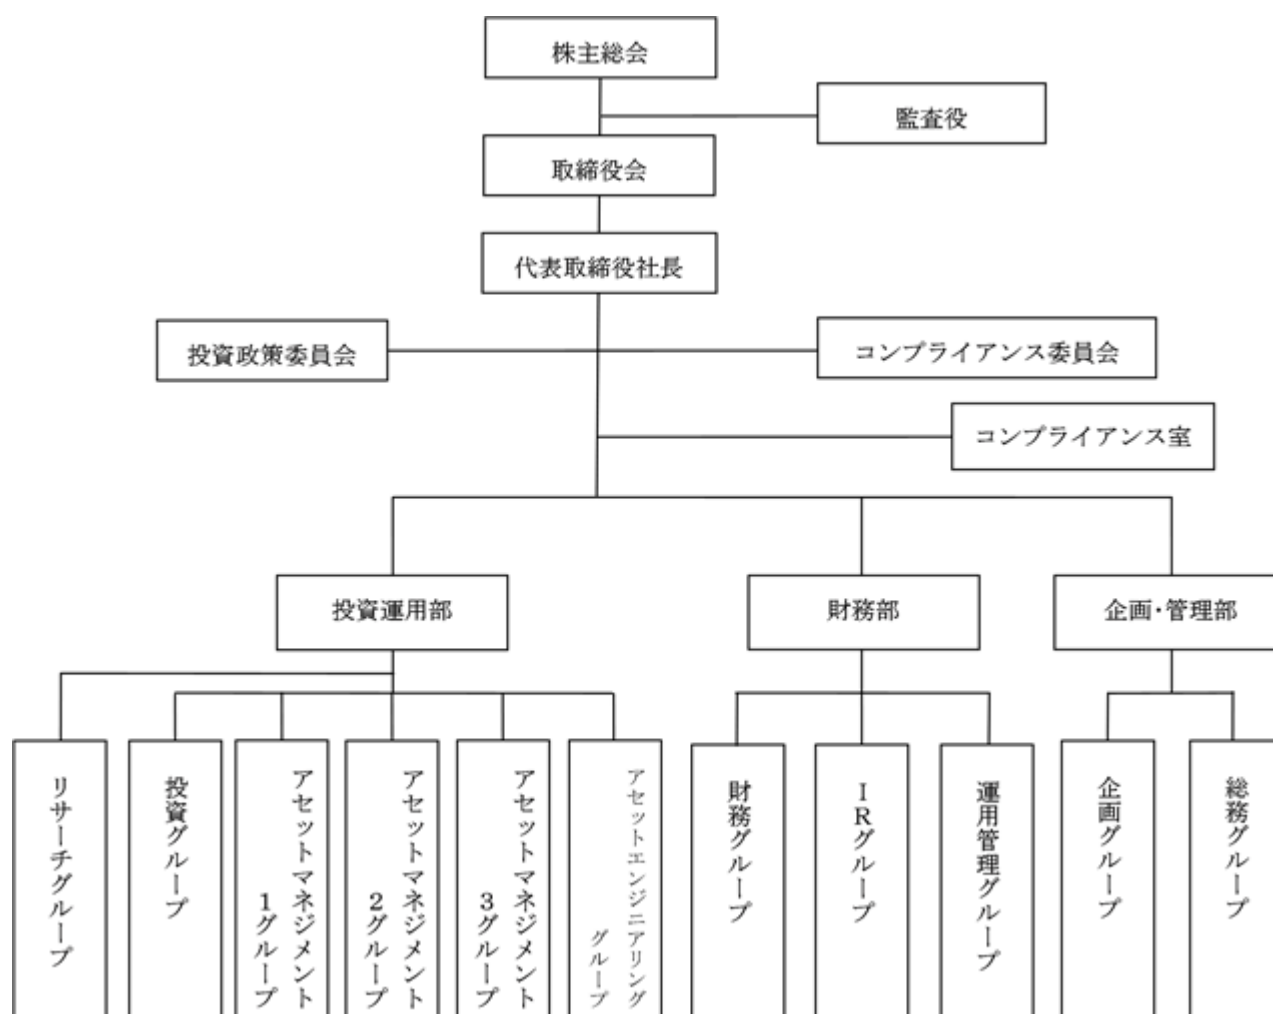 株主総会
監査役
取締役会
代表取締役社長
投資政策委員会
コンプライアンス委員会
コンプライアンス室
投資運用部
財務部
企画・管理部
リサーチグループ
投資グループ
アセットマネジメント
1グループ
アセットマネジメント
2グループ
アセットマネジメント
3グループ
アセットエンジニアリング
グループ
財務グループ
IRグループ
運用管理グループ
企画グループ
総務グループ